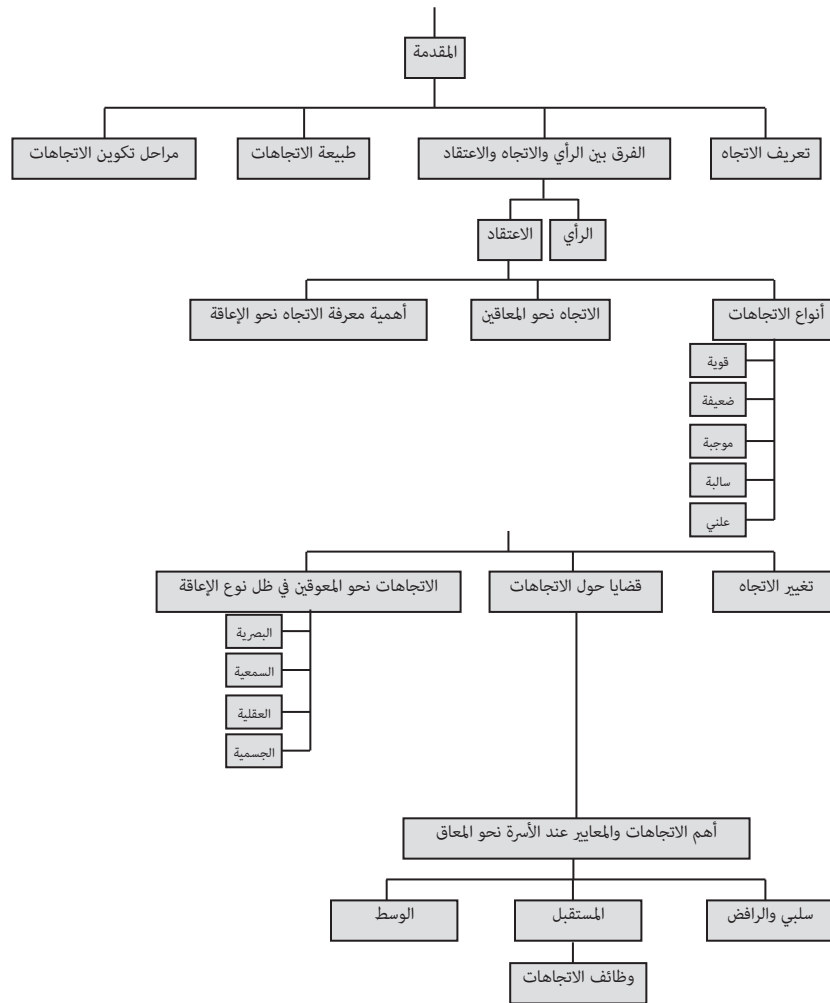 المقدمة
تعريف الاتجاه
الفرق بين الرأي والاتجاه والاعتقاد
طبيعة الاتجاهات
مراحل تكوين الاتجاهات
الرأي
الاعتقاد
أنواع الاتجاهات
الاتجاه نحو المعاقين
أهمية معرفة الاتجاه نحو الإعاقة
قوية
ضعيفة
موجبة
سالبة
علني
تغيير الاتجاه
قضايا حول الاتجاهات
الاتجاهات نحو المعوقين في ظل نوع الإعاقة
البصرية
السمعية
العقلية
الجسمية
أهم الاتجاهات والمعايير عند الأسرة نحو المعاق
سلبي والرافض
المستقبل
الوسط
وظائف الاتجاهات